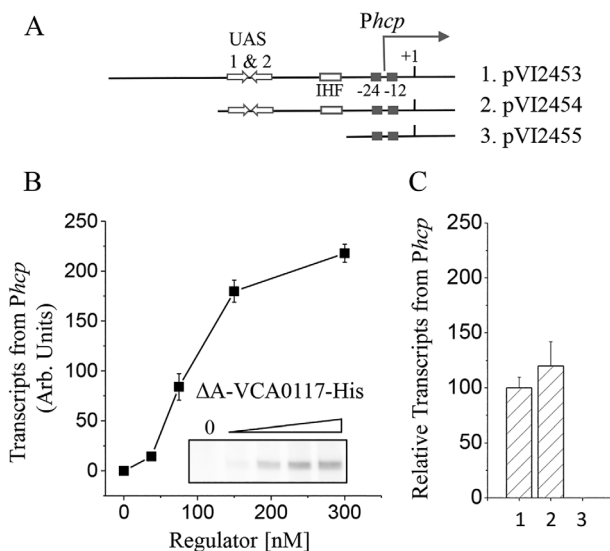 A
Phcp
UAS
1 & 2
+1
IHF
-24 -12
1. pVI2453
2. pVI2454
3. pVI2455
B
Transcripts from Phcp
(Arb. Units)
250
200
150
100
50
0
ΔA-VCA0117-His
0
0 100 200 300
Regulator [nM]
C
Relative Transcripts from Phcp
250
200
150
100
50
0
1 2 3